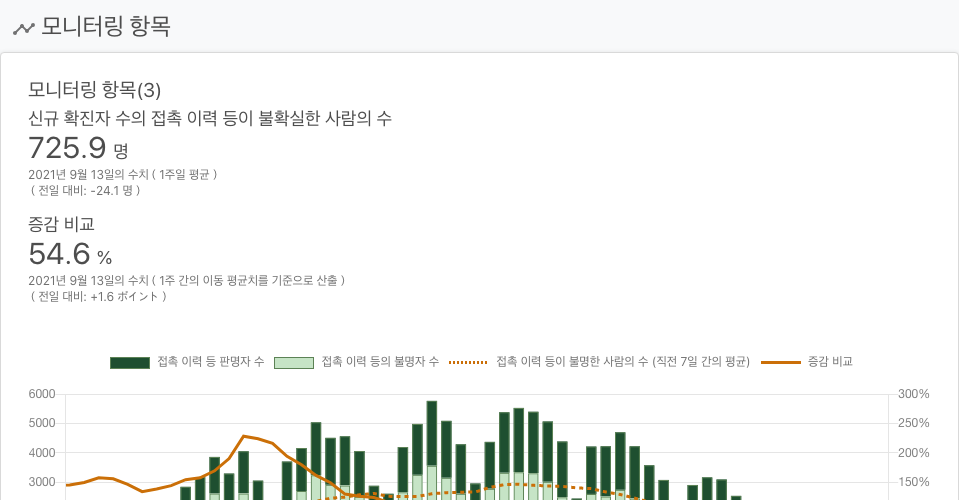 모니터링 항목
모니터링 항목(3)
신규 확진자 수의 접촉 이력 등이 불확실한 사람의 수
725.9 명
2021년 9월 13일의 수치 ( 1주일 평균 )
( 전일 대비: -24.1 명 )
증감 비교
54.6 %
2021년 9월 13일의 수치 ( 1주 간의 이동 평균치를 기준으로 산출 )
( 전일 대비: +1.6 ポイント )
접촉 이력 등 판명자 수 접촉 이력 등의 불명자 수 접촉 이력 등이 불명한 사람의 수 (직전 7일 간의 평균) 증감 비교
6000 300%
5000 250%
4000 200%
3000 150%